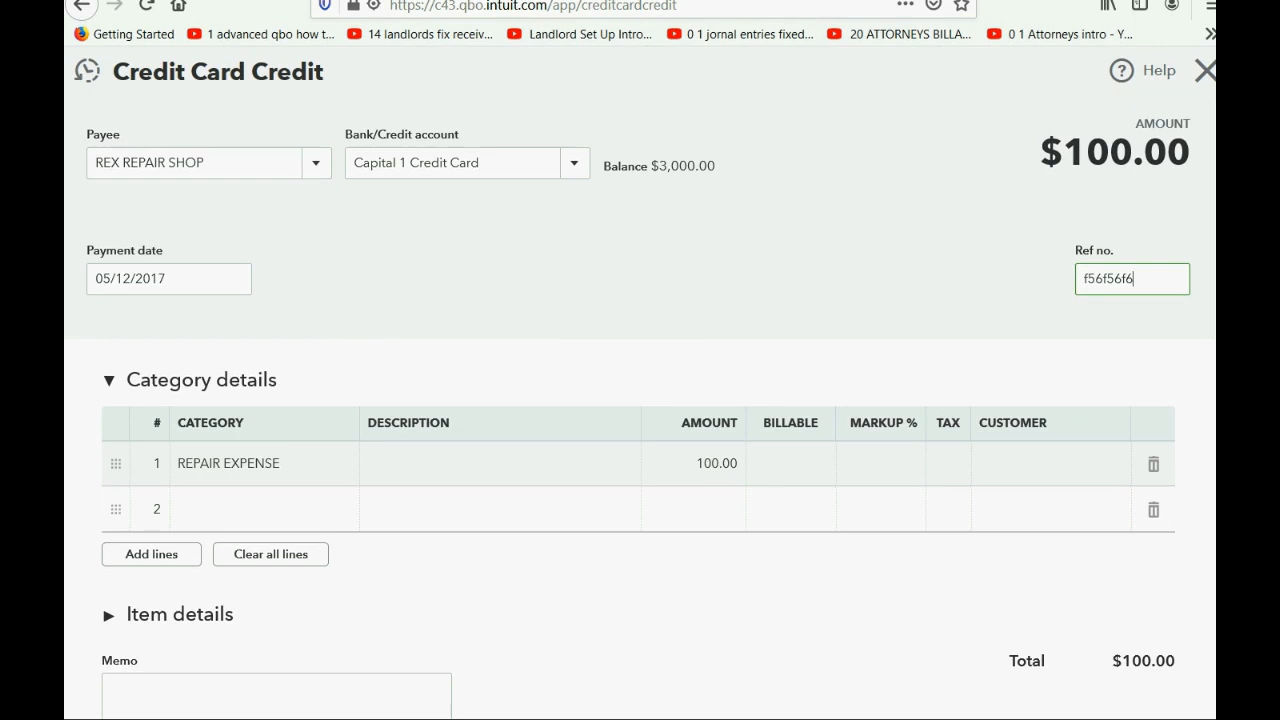 https://c43.qbo.intuit.com/app/creditcardcredit
Getting Started 1 advanced qbo how t... 14 landlords fix receiv... Landlord Set Up Intro... 0 1 jornal entries fixed... 20 ATTORNEYS BILLA... 0 1 Attorneys intro - Y...
Credit Card Credit
? Help
Payee
Bank/Credit account
AMOUNT
REX REPAIR SHOP
Capital 1 Credit Card
Balance $3,000.00
$100.00
Payment date
Ref no.
05/12/2017
f56f56f6
Category details
# CATEGORY DESCRIPTION AMOUNT BILLABLE MARKUP % TAX CUSTOMER
1 REPAIR EXPENSE 100.00
2
Add lines Clear all lines
Item details
Memo
Total $100.00